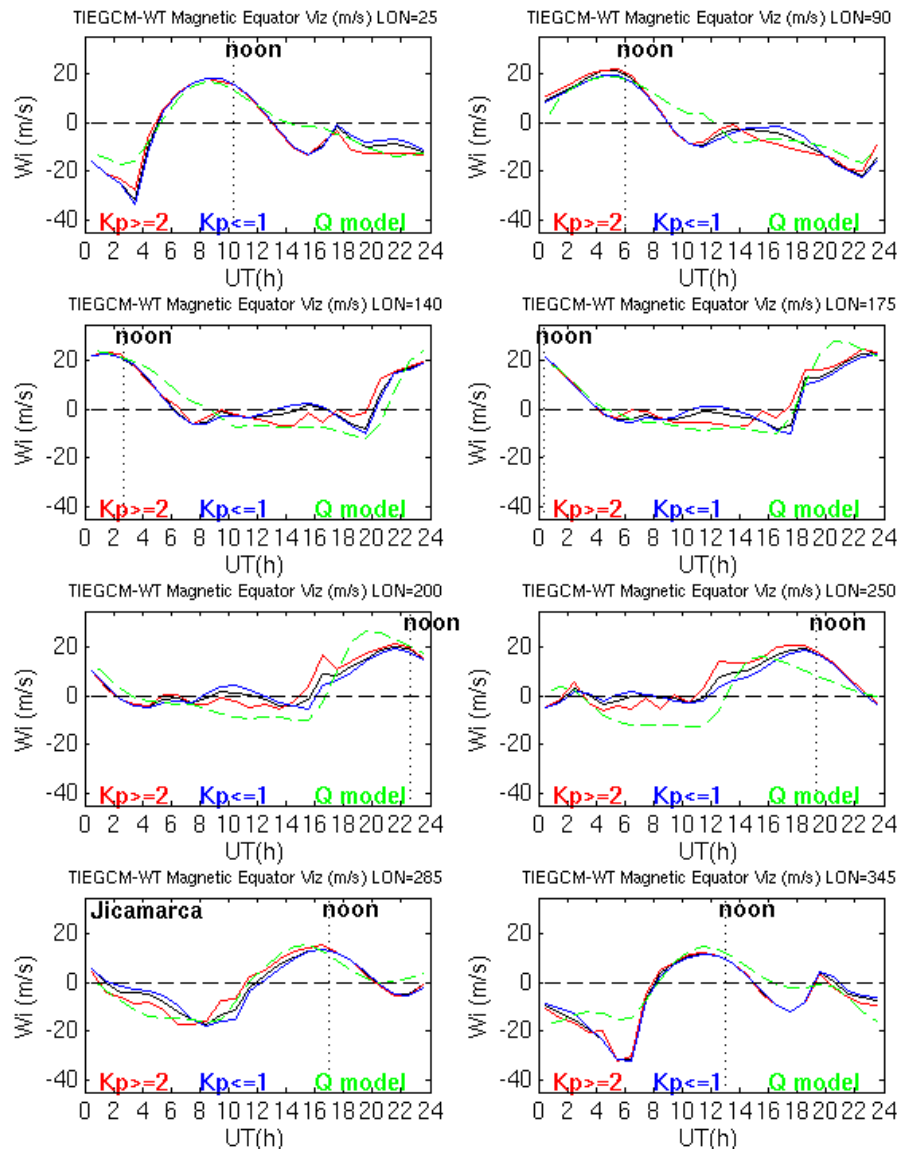 TIEGCM-WT Magnetic Equator Viz (m/s) LON=25
noon
20
0
-20
-40
Wi (m/s)
Kp>=2 Kp<=1 Q model
0 2 4 6 8 10 12 14 16 18 20 22 24
UT(h)
TIEGCM-WT Magnetic Equator Viz (m/s) LON=90
noon
20
0
-20
-40
Wi (m/s)
Kp>=2 Kp<=1 Q model
0 2 4 6 8 10 12 14 16 18 20 22 24
UT(h)
TIEGCM-WT Magnetic Equator Viz (m/s) LON=140
noon
20
0
-20
-40
Wi (m/s)
Kp>=2 Kp<=1 Q model
0 2 4 6 8 10 12 14 16 18 20 22 24
UT(h)
TIEGCM-WT Magnetic Equator Viz (m/s) LON=175
noon
20
0
-20
-40
Wi (m/s)
Kp>=2 Kp<=1 Q model
0 2 4 6 8 10 12 14 16 18 20 22 24
UT(h)
TIEGCM-WT Magnetic Equator Viz (m/s) LON=200
noon
20
0
-20
-40
Wi (m/s)
Kp>=2 Kp<=1 Q model
0 2 4 6 8 10 12 14 16 18 20 22 24
UT(h)
TIEGCM-WT Magnetic Equator Viz (m/s) LON=250
noon
20
0
-20
-40
Wi (m/s)
Kp>=2 Kp<=1 Q model
0 2 4 6 8 10 12 14 16 18 20 22 24
UT(h)
TIEGCM-WT Magnetic Equator Viz (m/s) LON=285
Jicamarca noon
20
0
-20
-40
Wi (m/s)
Kp>=2 Kp<=1 Q model
0 2 4 6 8 10 12 14 16 18 20 22 24
UT(h)
TIEGCM-WT Magnetic Equator Viz (m/s) LON=345
noon
20
0
-20
-40
Wi (m/s)
Kp>=2 Kp<=1 Q model
0 2 4 6 8 10 12 14 16 18 20 22 24
UT(h)